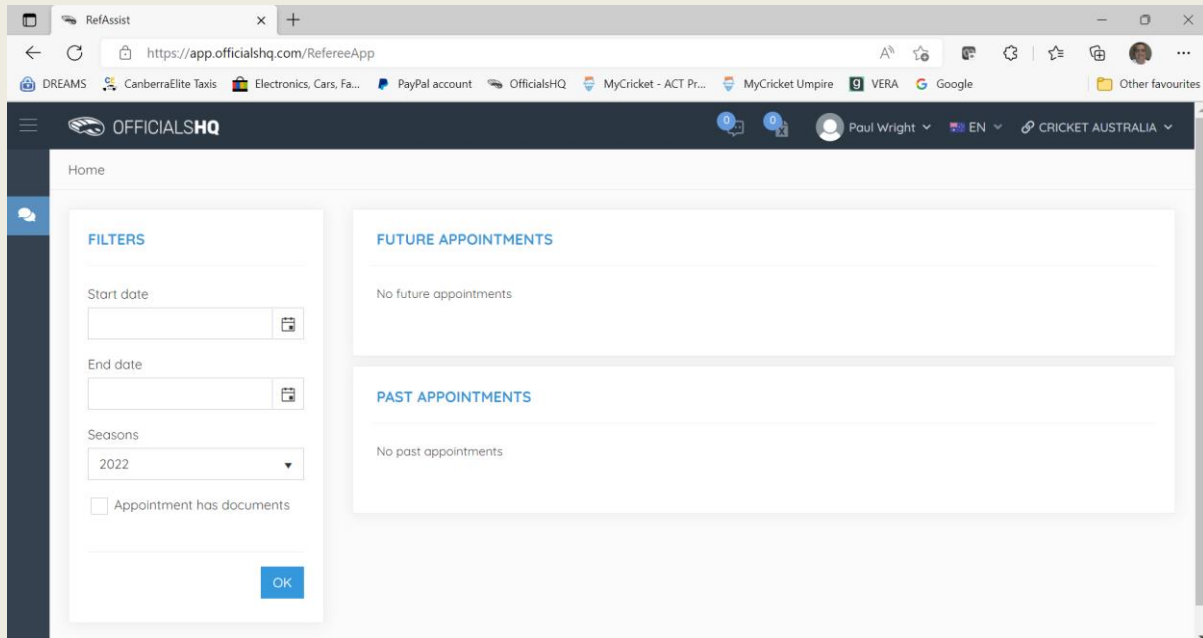 RefAssist
https://app.officialshq.com/RefereeApp
DREAMS CanberraElite Taxis Electronics, Cars, Fa... PayPal account OfficialsHQ MyCricket - ACT Pr... MyCricket Umpire 9 VERA G Google Other favourites
OFFICIALSHQ 0 0 Paul Wright EN CRICKET AUSTRALIA
Home
FILTERS
Start date
End date
Seasons
2022
Appointment has documents
OK
FUTURE APPOINTMENTS
No future appointments
PAST APPOINTMENTS
No past appointments